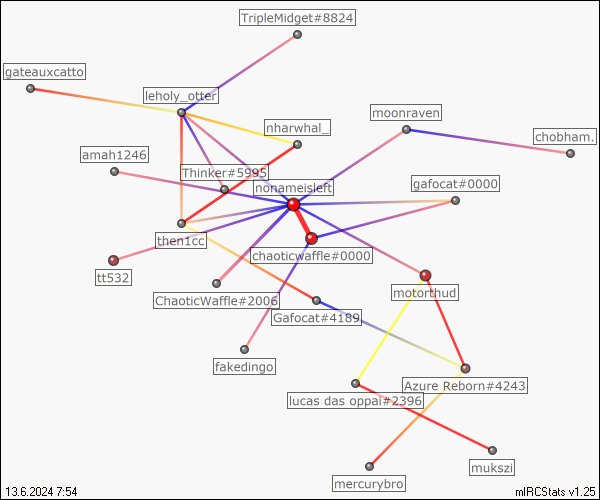 TripleMidget#8824
gateauxcatto
leholy_otter
moonraven
nharwhal_
chobham.
amah1246
Thinker#5995
nonameisleft
gafocat#0000
then1cc
chaoticwaffle#0000
tt532
motorthud
ChaoticWaffle#2006
Gafocat#4189
fakedingo
Azure Reborn#4243
lucas das oppai#2396
mukszi
mercurybro
13.6.2024 7:54
mIRCStats v1.25